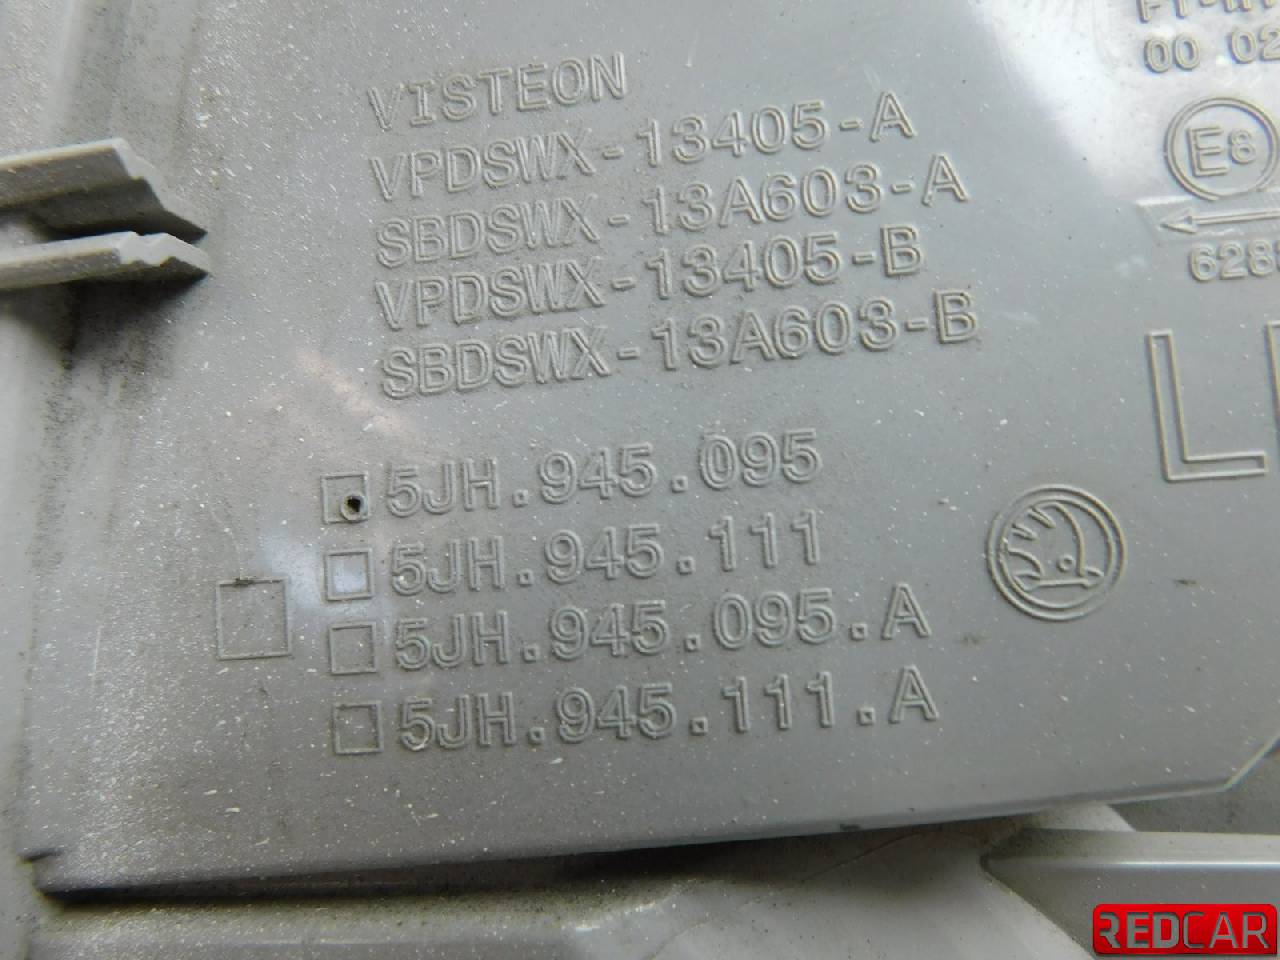 VISTEON
VPDSWX-13405-A
SBDSWX-13A603-A
VPDSWX-13405-B
SBDSWX-13A603-B
5JH.945.095
5JH.945.111
5JH.945.095.A
5JH.945.111.A
00 02
E8
628
L
REDCAR